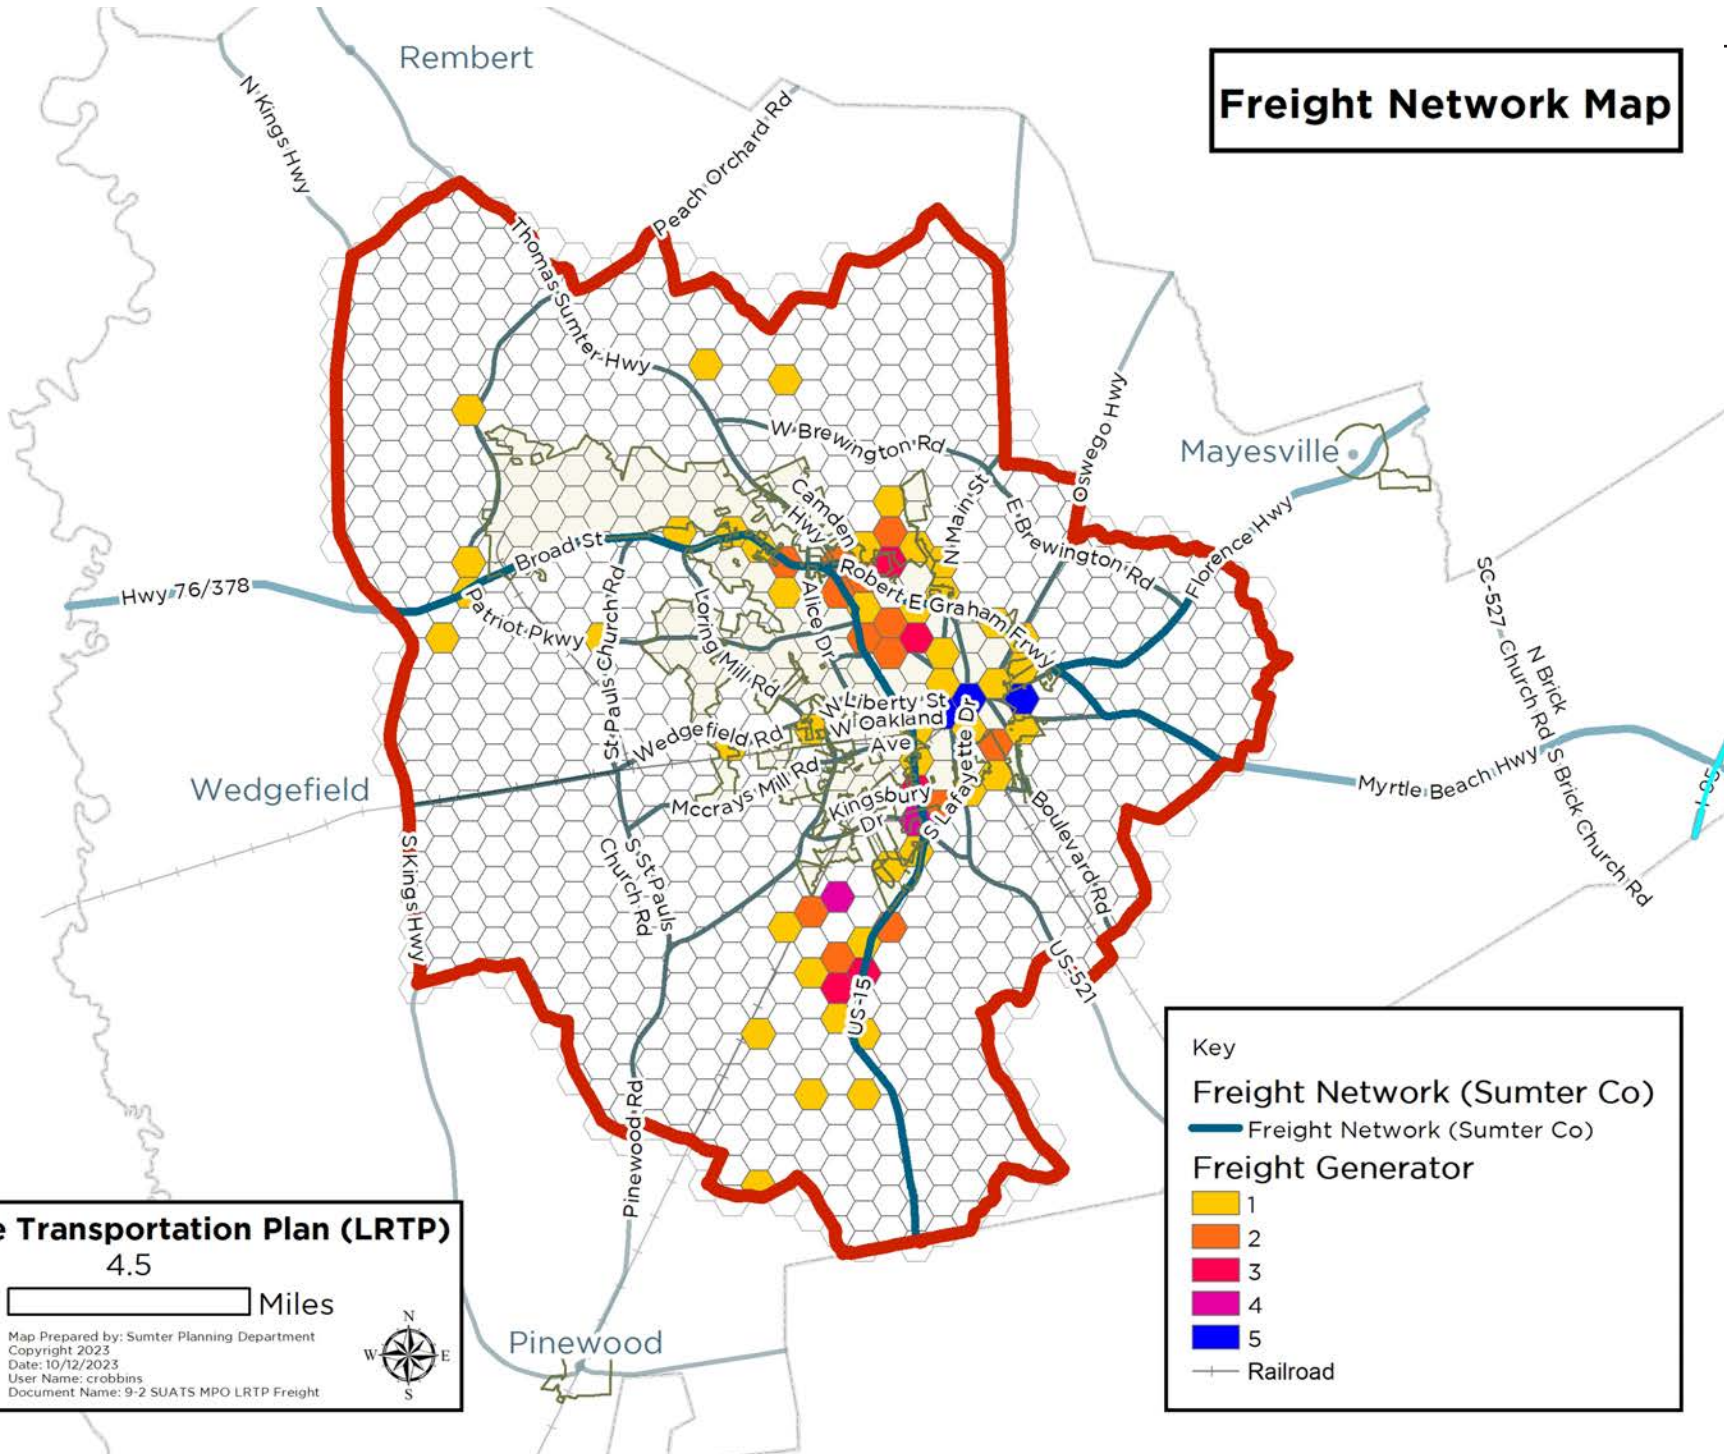 Rembert
Freight Network Map
N Kings Hwy
Peach Orchard Rd
Thomas Sumter Hwy
Oswego Hwy
W Brewington Rd
Mayesville
Camden
Hwy
N Main St
E Brewington Rd
Florence Hwy
Broad St
Hwy 76/378
Patriot Pkwy
St Pauls Church Rd
Loring Mill Rd
Alice Dr
Robert E Graham Frwy
SC-527 Church Rd
N Brick
S Brick Church Rd
W Liberty St
W Oakland
Ave
Wedgefield Rd
Wedgefield
Mccrays Mill Rd
Kingsbury
Dr
S Lafayette Dr
Boulevard Rd
Myrtle Beach Hwy
I-95
S Kings Hwy
S St Pauls
Church Rd
US-15
US-521
Pinewood Rd
Pinewood
Key
Freight Network (Sumter Co)
Freight Network (Sumter Co)
Freight Generator
1
2
3
4
5
Railroad
e Transportation Plan (LRTP)
4.5
Miles
Map Prepared by: Sumter Planning Department
Copyright 2023
Date: 10/12/2023
User Name: crobbins
Document Name: 9-2 SUATS MPO LRTP Freight
N
W
E
S